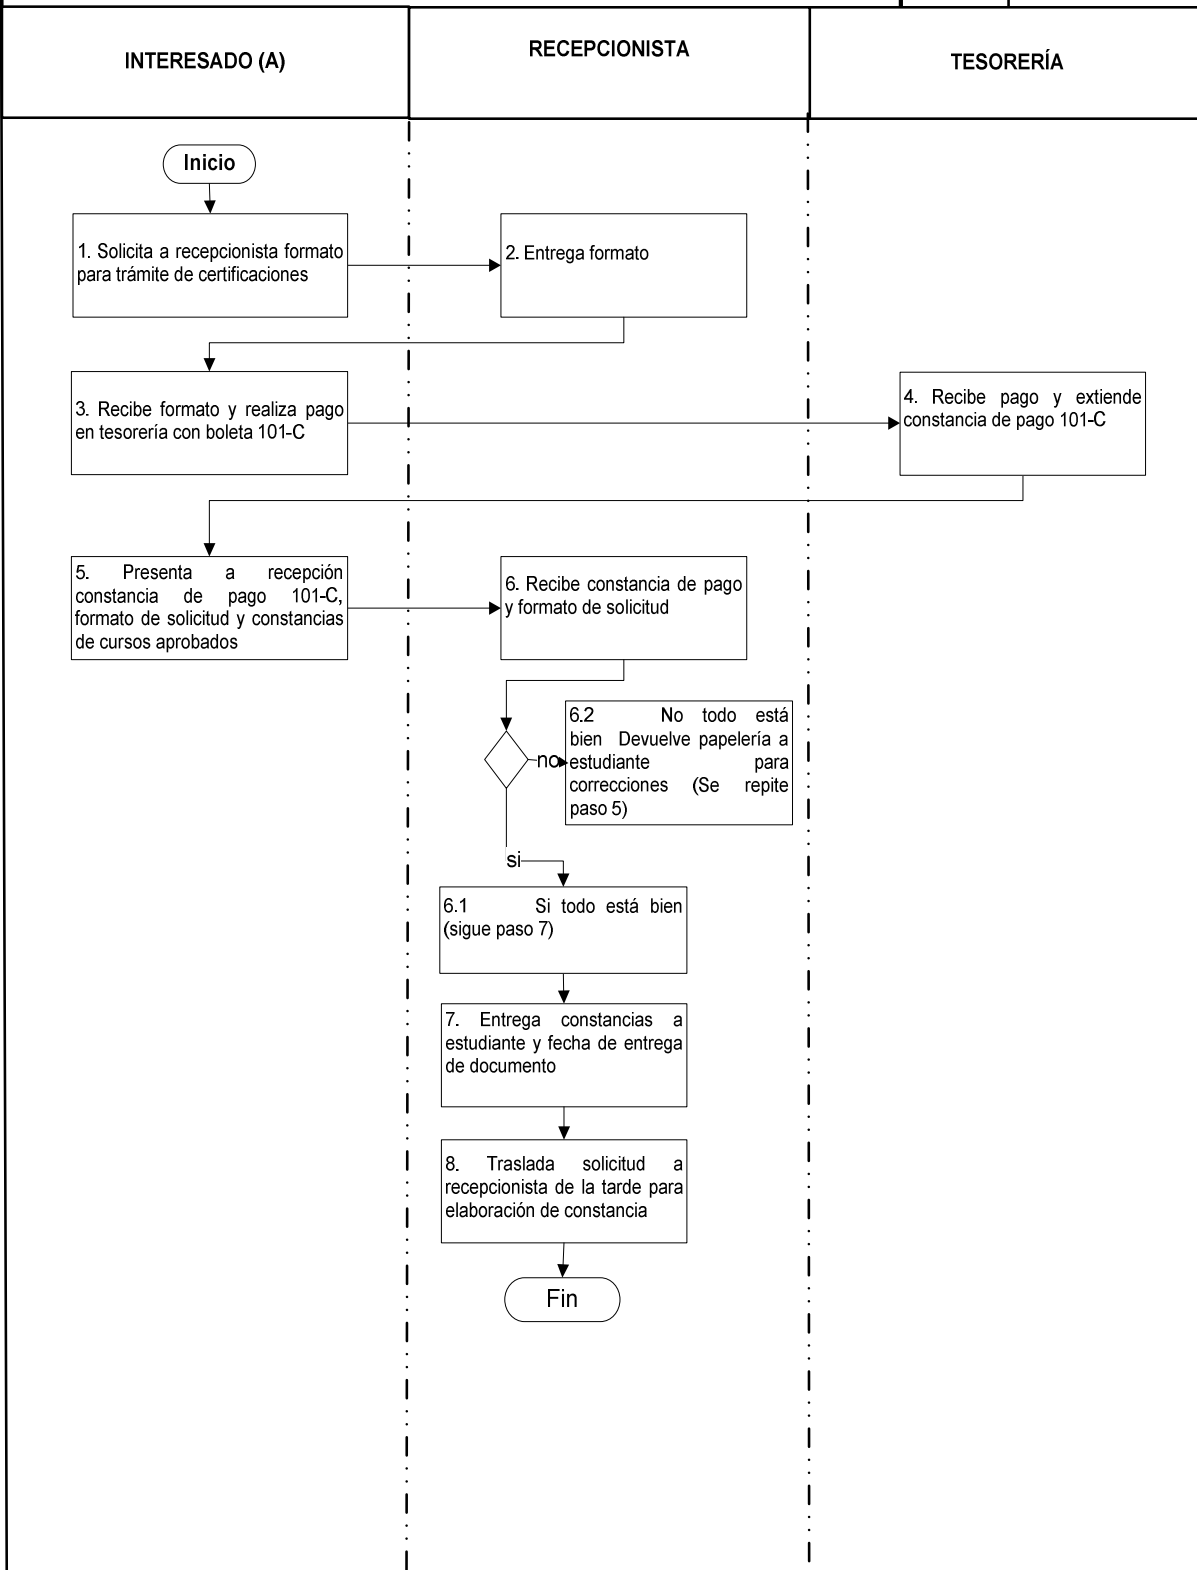 INTERESADO (A)
RECEPCIONISTA
TESORERÍA
Inicio
1. Solicita a recepcionista formato
para trámite de certificaciones
2. Entrega formato
3. Recibe formato y realiza pago
en tesorería con boleta 101-C
4. Recibe pago y extiende
constancia de pago 101-C
5. Presenta a recepción
constancia de pago 101-C,
formato de solicitud y constancias
de cursos aprobados
6. Recibe constancia de pago
y formato de solicitud
no
6.2 No todo está
bien Devuelve papelería a
estudiante para
correcciones (Se repite
paso 5)
si
6.1 Si todo está bien
(sigue paso 7)
7. Entrega constancias a
estudiante y fecha de entrega
de documento
8. Traslada solicitud a
recepcionista de la tarde para
elaboración de constancia
Fin